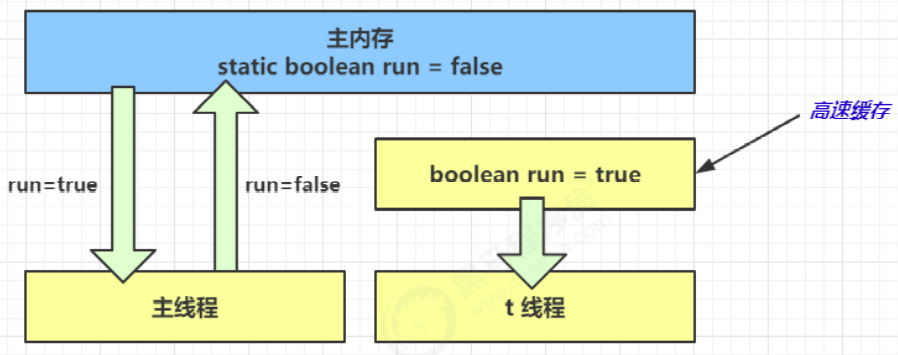 主内存
static boolean run = false
高速缓存
boolean run = true
run=true
run=false
主线程
t 线程